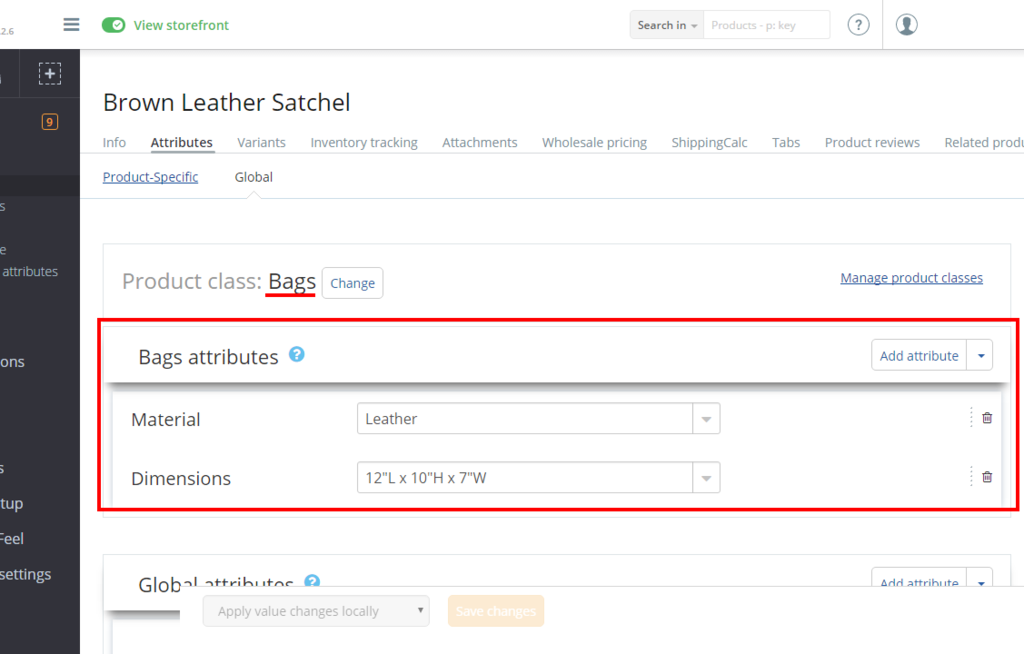 2.6
View storefront
Search in
Products - p: key
?
+
9
Brown Leather Satchel
Info Attributes Variants Inventory tracking Attachments Wholesale pricing ShippingCalc Tabs Product reviews Related produ
Product-Specific Global
s
e
attributes
ons
s
tup
Feel
settings
Product class: Bags Change
Manage product classes
Bags attributes ?
Add attribute
Material Leather
Dimensions 12"L x 10"H x 7"W
Global attributes ?
Add attribute
Apply value changes locally
Save changes